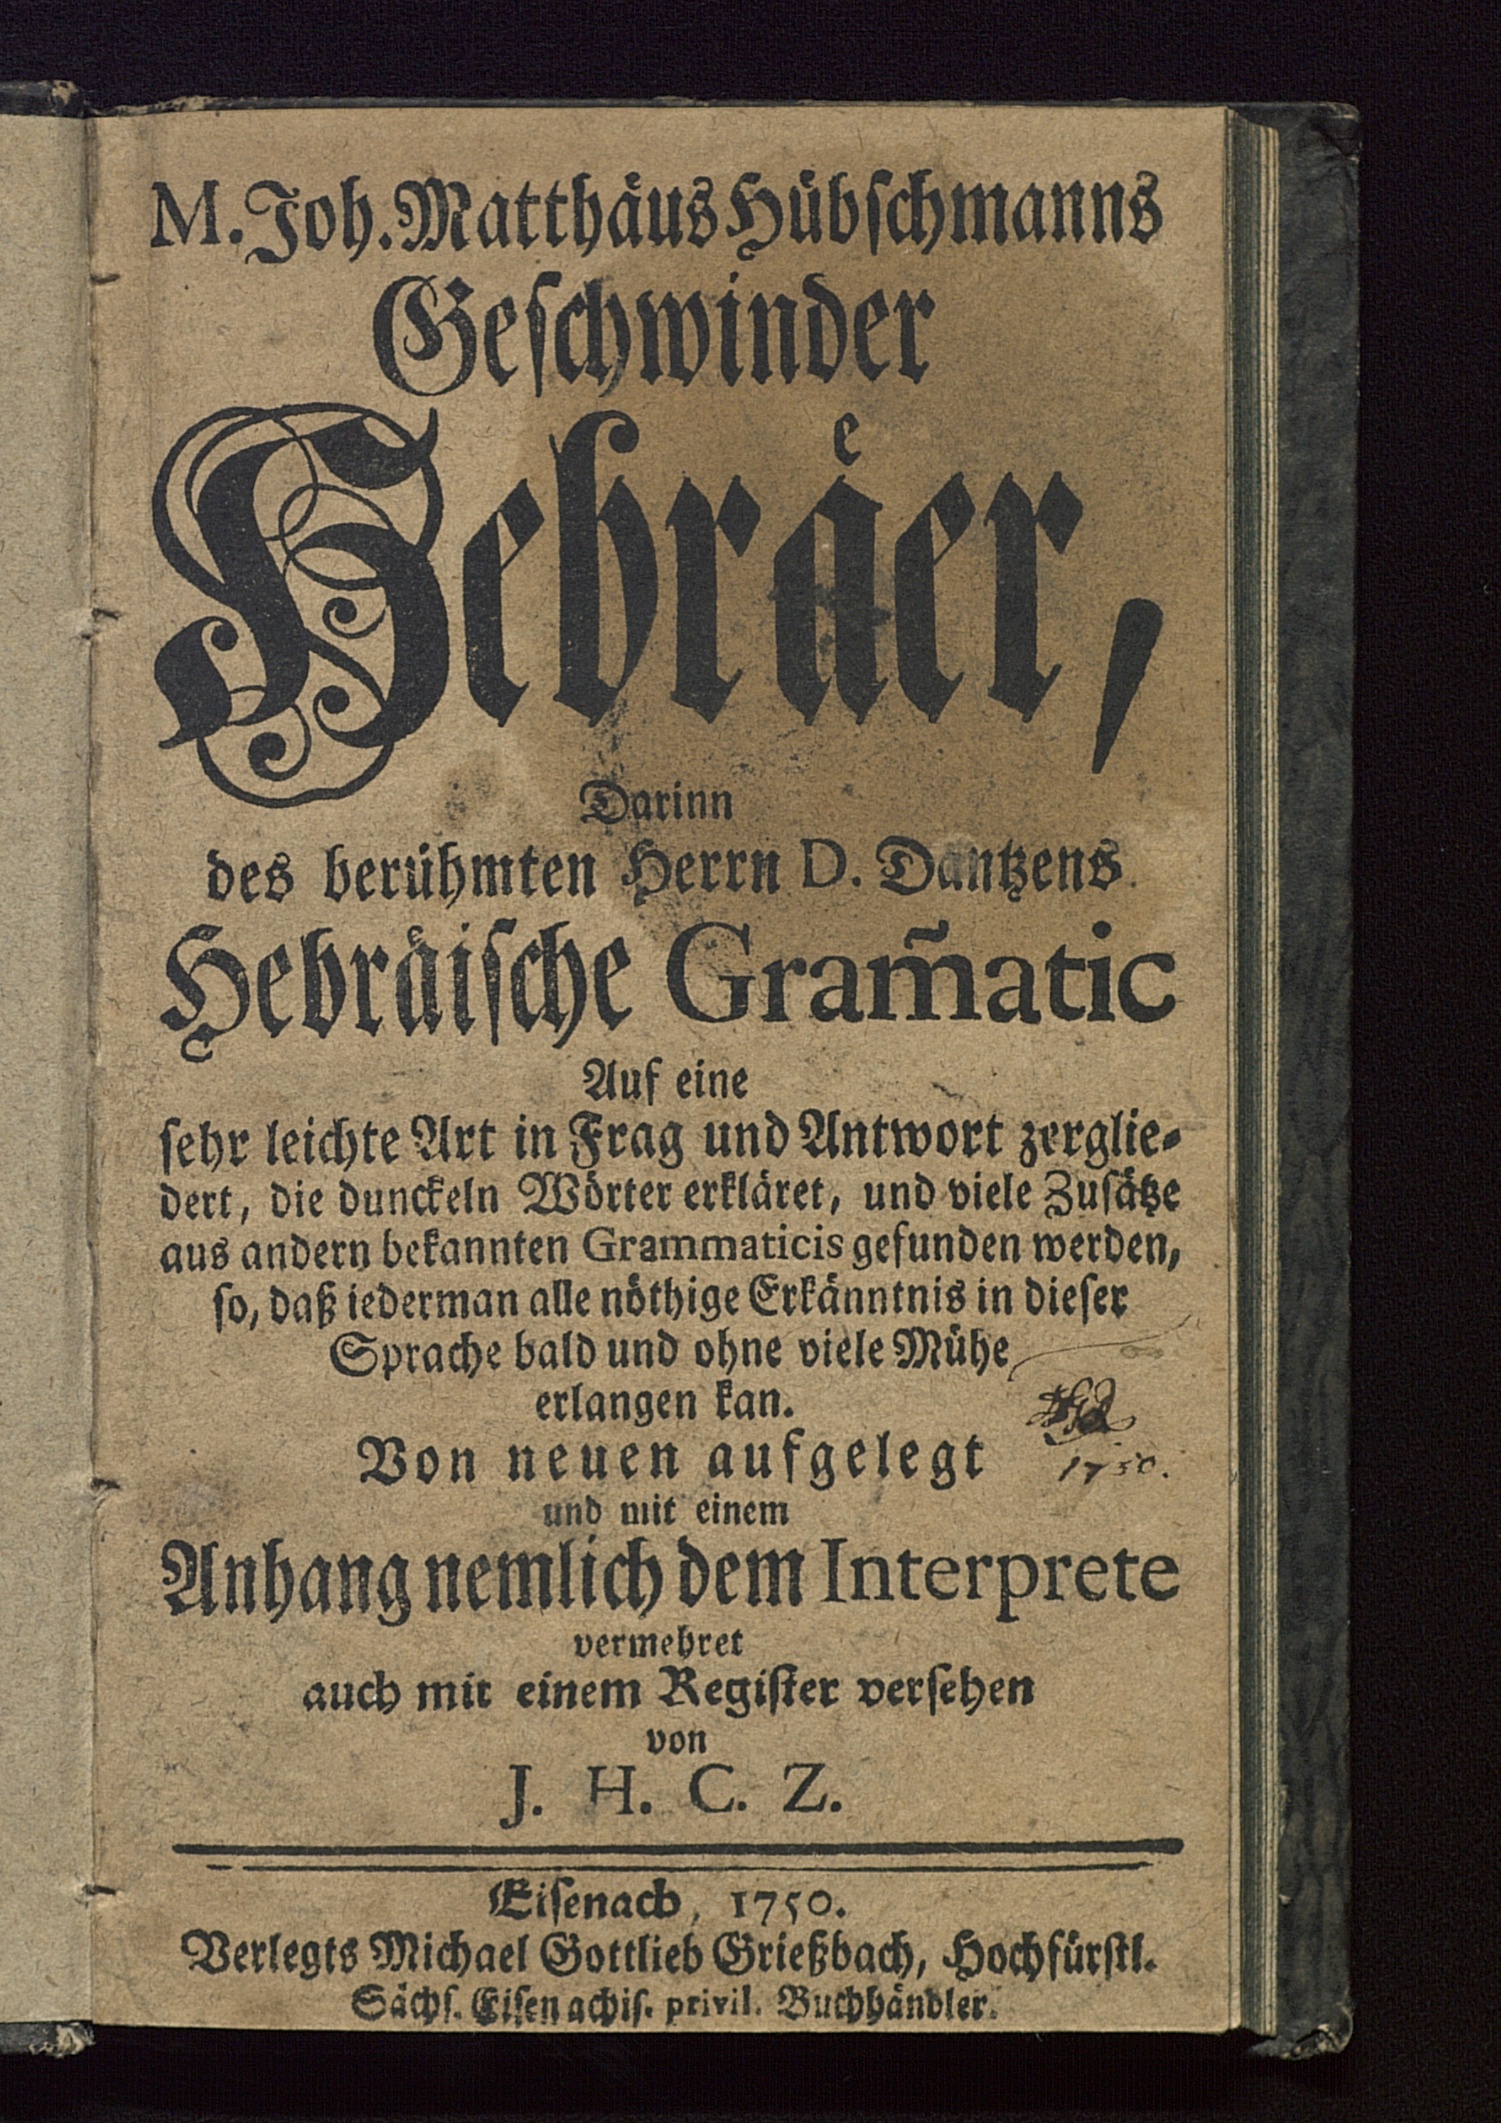 M. Joh. Matthäus Hübschmanns
Geschwinder
Hebräer,
Darinn
des berühmten Herrn D. Dantzens
Hebräische Gram̃atic
Auf eine
sehr leichte Art in Frag und Antwort zerglie-
dert, die dunckeln Wörter erkläret, und viele Zusätze
aus andern bekannten Grammaticis gefunden werden,
so, daß iederman alle nöthige Erkänntnis in dieser
Sprache bald und ohne viele Mühe
erlangen kan.
Von neuen aufgelegt
1750.
und mit einem
Anhang nemlich dem Interprete
vermehret
auch mit einem Register versehen
von
J. H. C. Z.
Eisenach, 1750.
Verlegts Michael Gottlieb Grießbach, Hochfürstl.
Sächs. Eisenachis. privil. Buchhändler.